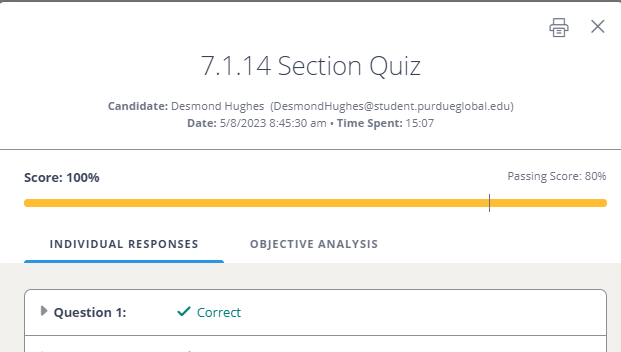 7.1.14 Section Quiz
Candidate: Desmond Hughes (DesmondHughes@student.purdueglobal.edu)
Date: 5/8/2023 8:45:30 am • Time Spent: 15:07
Score: 100%
Passing Score: 80%
INDIVIDUAL RESPONSES
OBJECTIVE ANALYSIS
Question 1: Correct